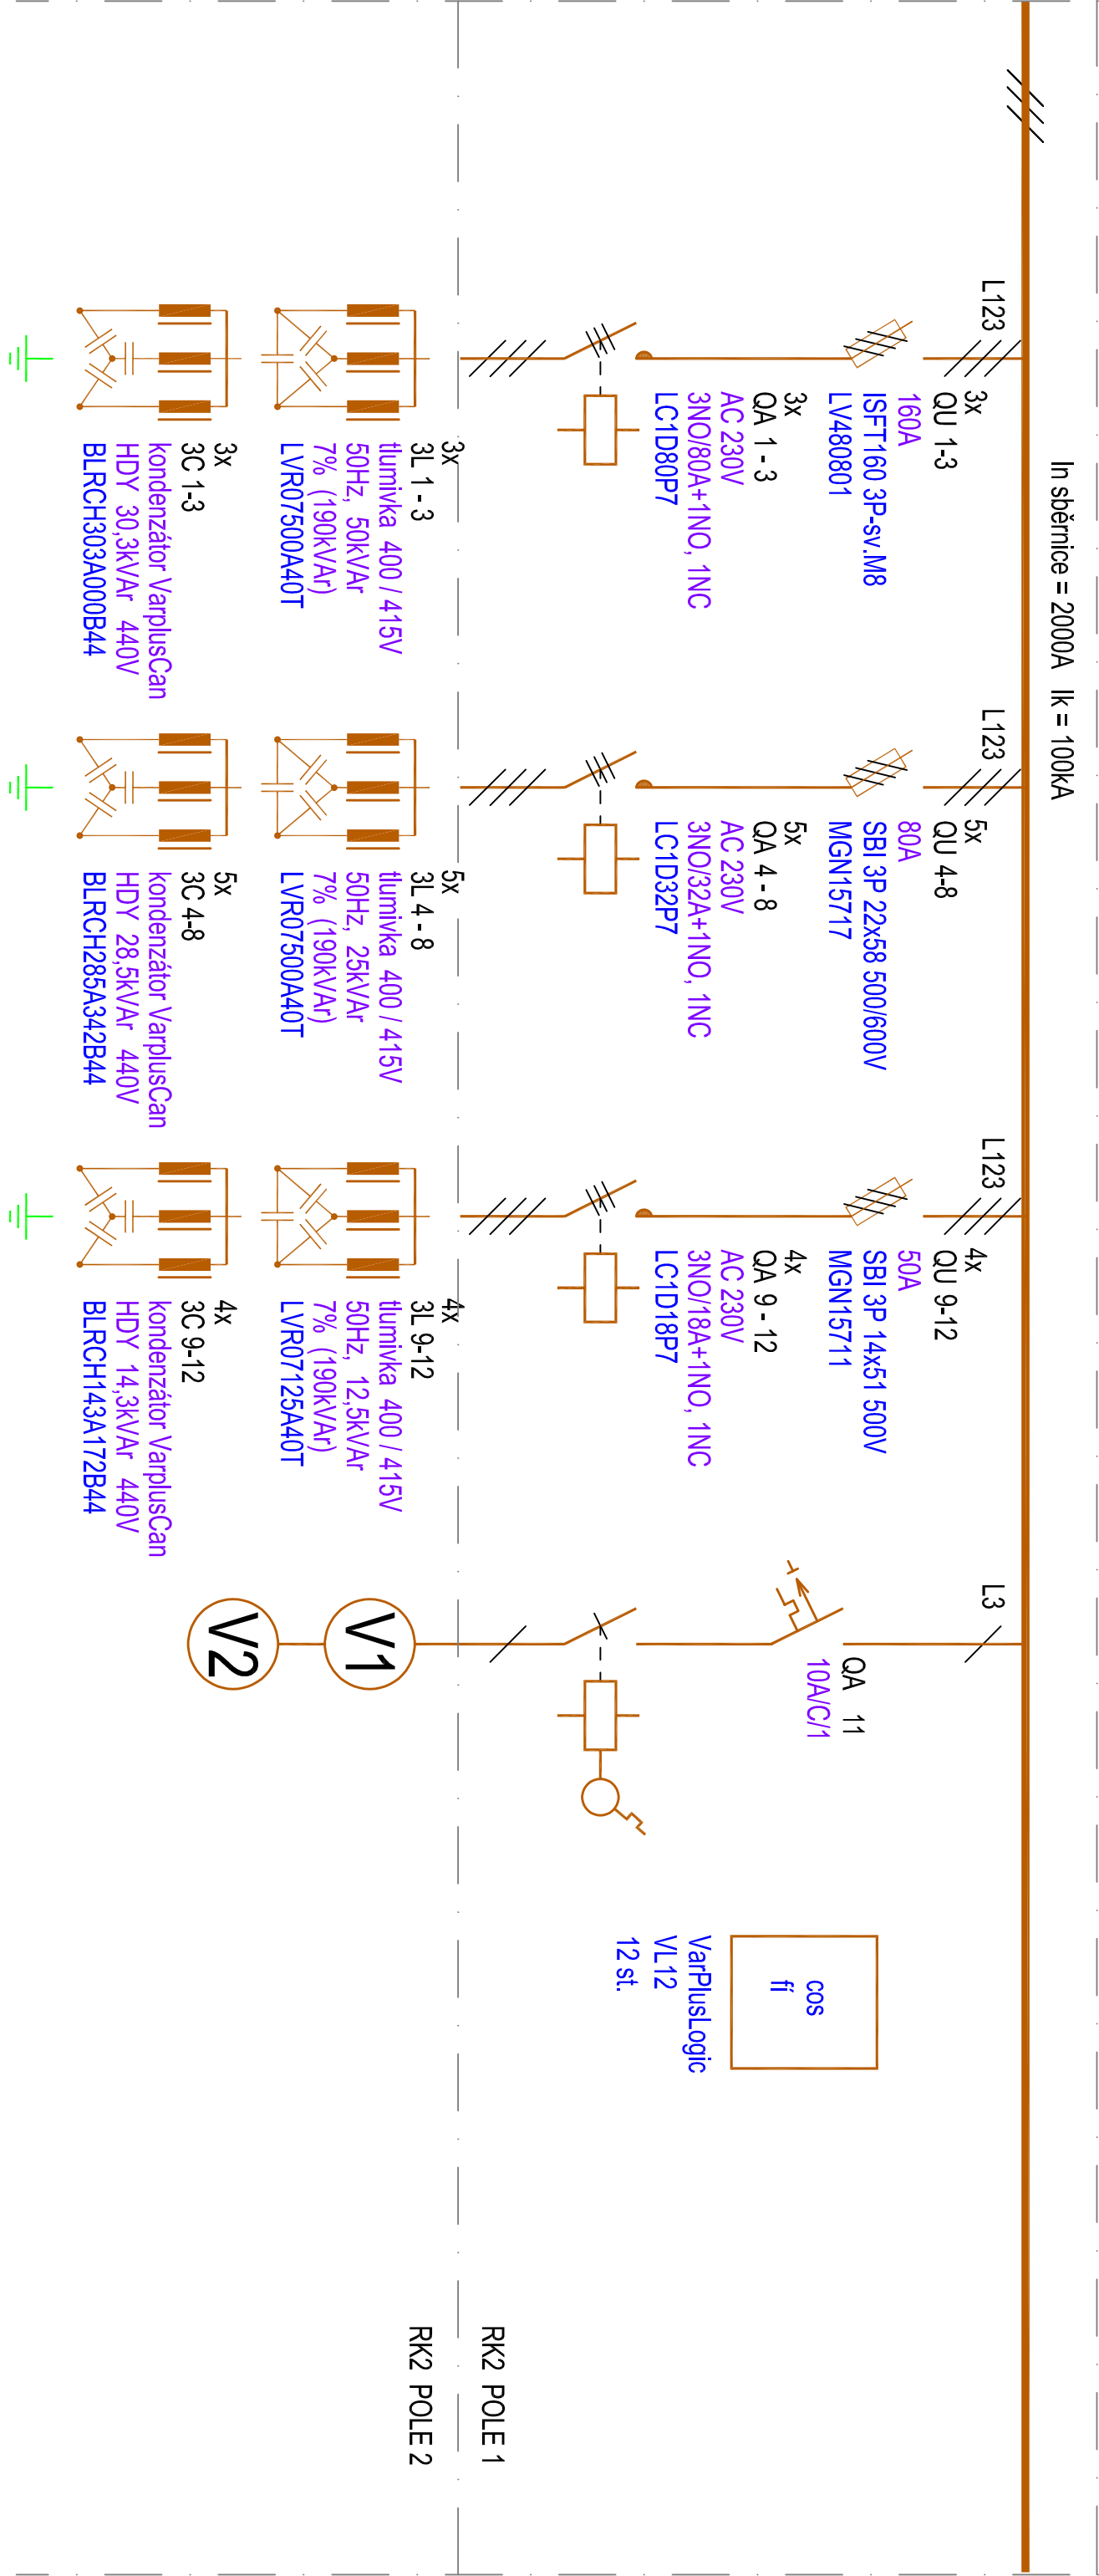 In sběrnice = 2000A   Ik = 100kA
L123
3x
QU 1-3
160A
ISFT160 3P-sv.M8
LV480801
3x
QA 1 - 3
AC 230V
3NO/80A+1NO, 1NC
LC1D80P7
3x
3L 1 - 3
tlumivka 400 / 415V
50Hz, 50kVAr
7% (190kVAr)
LVR07500A40T
3x
3C 1-3
kondenzátor VarplusCan
HDY 30,3kVAr 440V
BLRCH303A000B44
L123
5x
QU 4-8
80A
SBI 3P 22x58 500/600V
MGN15717
5x
QA 4 - 8
AC 230V
3NO/32A+1NO, 1NC
LC1D32P7
5x
3L 4 - 8
tlumivka 400 / 415V
50Hz, 25kVAr
7% (190kVAr)
LVR07500A40T
5x
3C 4-8
kondenzátor VarplusCan
HDY 28,5kVAr 440V
BLRCH285A342B44
L123
4x
QU 9-12
50A
SBI 3P 14x51 500V
MGN15711
4x
QA 9 - 12
AC 230V
3NO/18A+1NO, 1NC
LC1D18P7
4x
3L 9-12
tlumivka 400 / 415V
50Hz, 12,5kVAr
7% (190kVAr)
LVR07125A40T
4x
3C 9-12
kondenzátor VarplusCan
HDY 14,3kVAr 440V
BLRCH143A172B44
L3
QA 11
10A/C/1
V1
V2
cos
fí
VarPlusLogic
VL12
12 st.
RK2 POLE 1
RK2 POLE 2